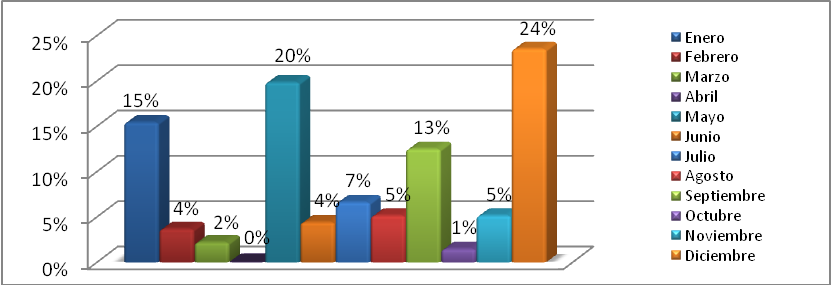 25%
20%
15%
10%
5%
0%
15%
4%
2%
0%
20%
4%
7%
5%
13%
1%
5%
24%
Enero
Febrero
Marzo
Abril
Mayo
Junio
Julio
Agosto
Septiembre
Octubre
Noviembre
Diciembre